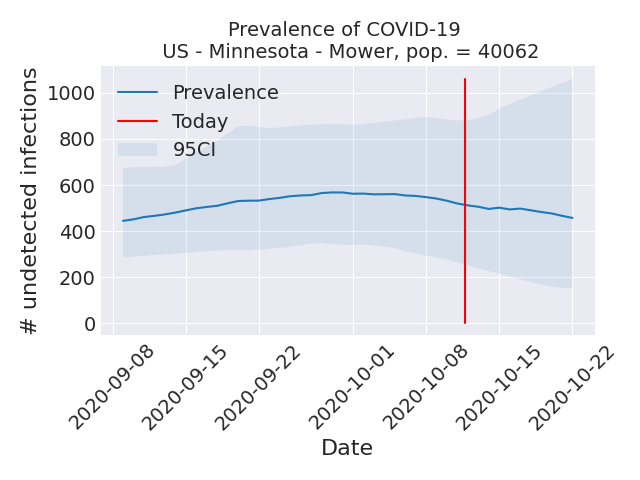 Prevalence of COVID-19
US - Minnesota - Mower, pop. = 40062
# undetected infections
1000
800
600
400
200
0
Prevalence
Today
95CI
2020-09-08
2020-09-15
2020-09-22
2020-10-01
2020-10-08
2020-10-15
2020-10-22
Date